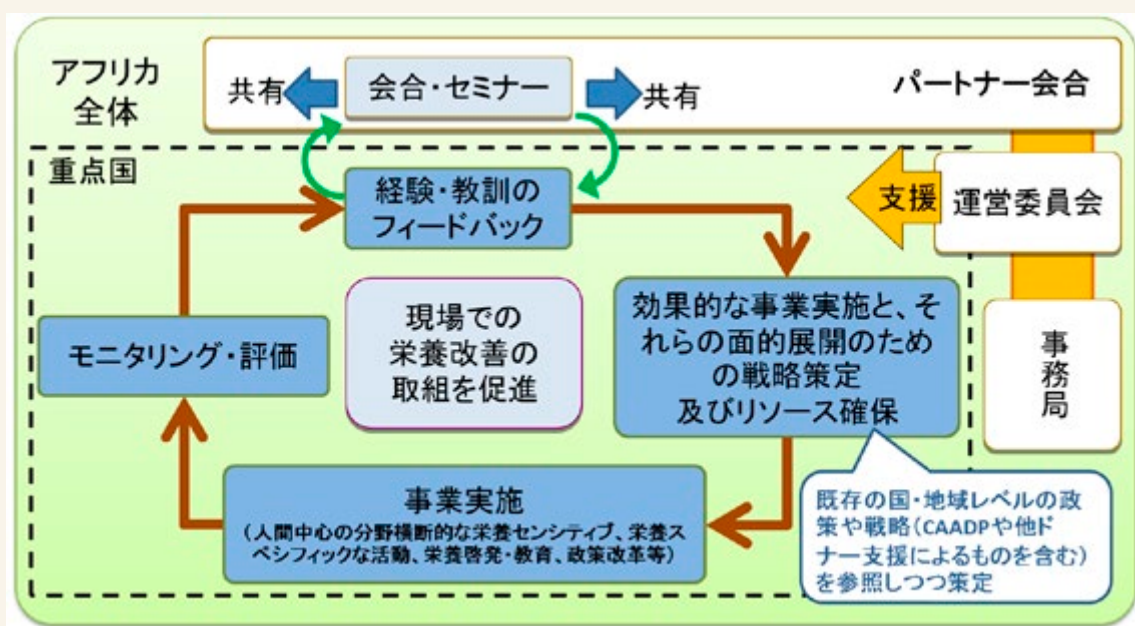 アフリカ
全体
共有
会合・セミナー
共有
パートナー会合
重点国
経験・教訓の
フィードバック
支援
運営委員会
現場での
栄養改善の
取組を促進
効果的な事業実施と、そ
れらの面的展開のため
の戦略策定
及びリソース確保
モニタリング・評価
事務局
事業実施
（人間中心の分野横断的な栄養センシティブ、栄養ス
ペシフィックな活動、栄養啓発・教育、政策改革等）
既存の国・地域レベルの政
策や戦略(CAADPや他ド
ナー支援によるものを含む)
を参照しつつ策定